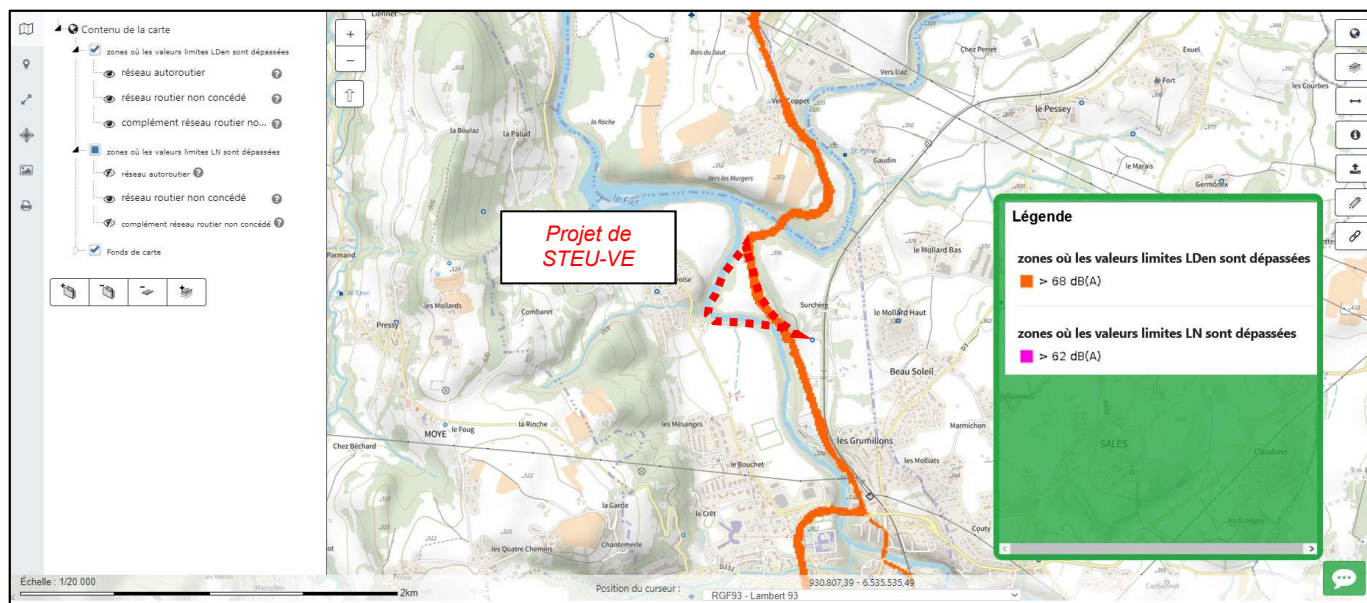 Contenu de la carte
zones où les valeurs limites LDen sont dépassées
réseau autoroutier
réseau routier non concédé
complément réseau routier no...
zones où les valeurs limites LN sont dépassées
réseau autoroutier
réseau routier non concédé
complément réseau routier non concédé
Fonds de carte
Liennet
Bois du Saut
Chez Perret
Exuel
Vers Uaz
le Fort
les Courbes
Vers Coppet
le Pessey
la Boulaz
la Palud
la Roche
Gaudin
le Marais
Vers les Murgers
Germonex
le Fier
Projet de
STEU-VE
le Mollard Bas
Parmand
Surchère
les Mollards
Combaret
le Mollard Haut
Pressy
Beau Soleil
MOYE
le Foug
la Rinche
les Mésanges
Marmichon
Chez Béchard
les Grumillons
le Bouchet
les Molliats
la Garde
le Crêt
Couty
les Quatre Chemins
Chantemerle
D231
Légende
zones où les valeurs limites LDen sont dépassées
> 68 dB(A)
zones où les valeurs limites LN sont dépassées
> 62 dB(A)
SALES
Échelle : 1/20 000
2km
Marcelles
Position du curseur :
930.807,39 - 6.535.535,49
RGF93 - Lambert 93